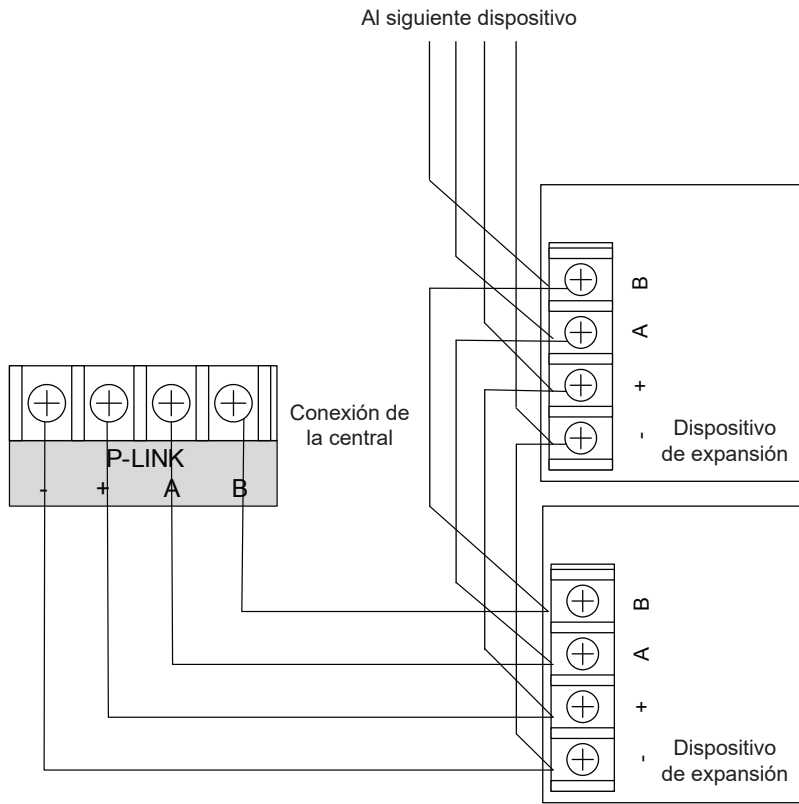 Al siguiente dispositivo
B
A
+
-
Dispositivo
de expansión
Conexión de
la central
P-LINK
- + A B
B
A
+
-
Dispositivo
de expansión